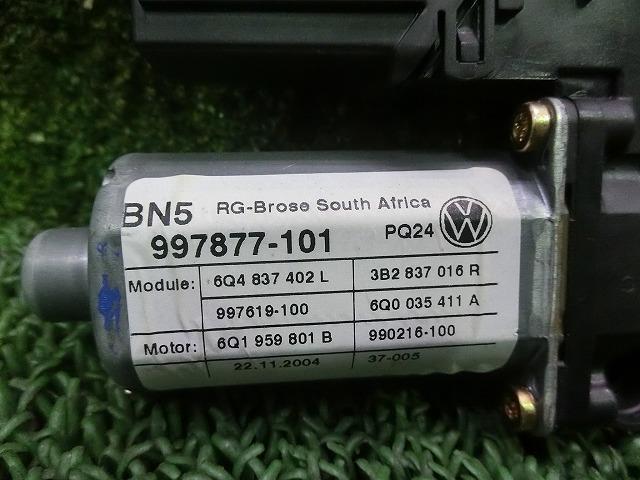 BN5 RG-Brose South Africa
997877-101 PQ24
Module: 6Q4 837 402 L 3B2 837 016 R
997619-100 6Q0 035 411 A
Motor: 6Q1 959 801 B 990216-100
22.11.2004 37-005